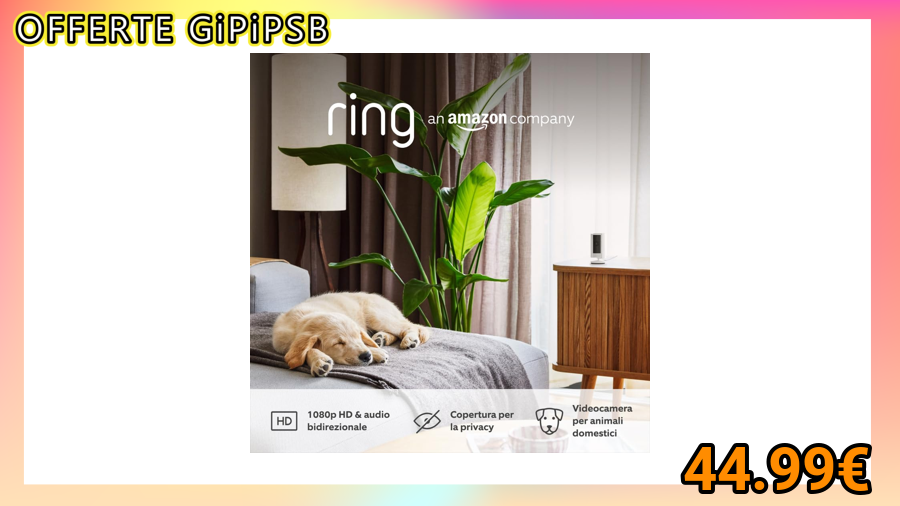 OFFERTE GiPiPSB
ring an amazon company
HD
1080p HD & audio
bidirezionale
Copertura per
la privacy
Videocamera
per animali
domestici
44.99€